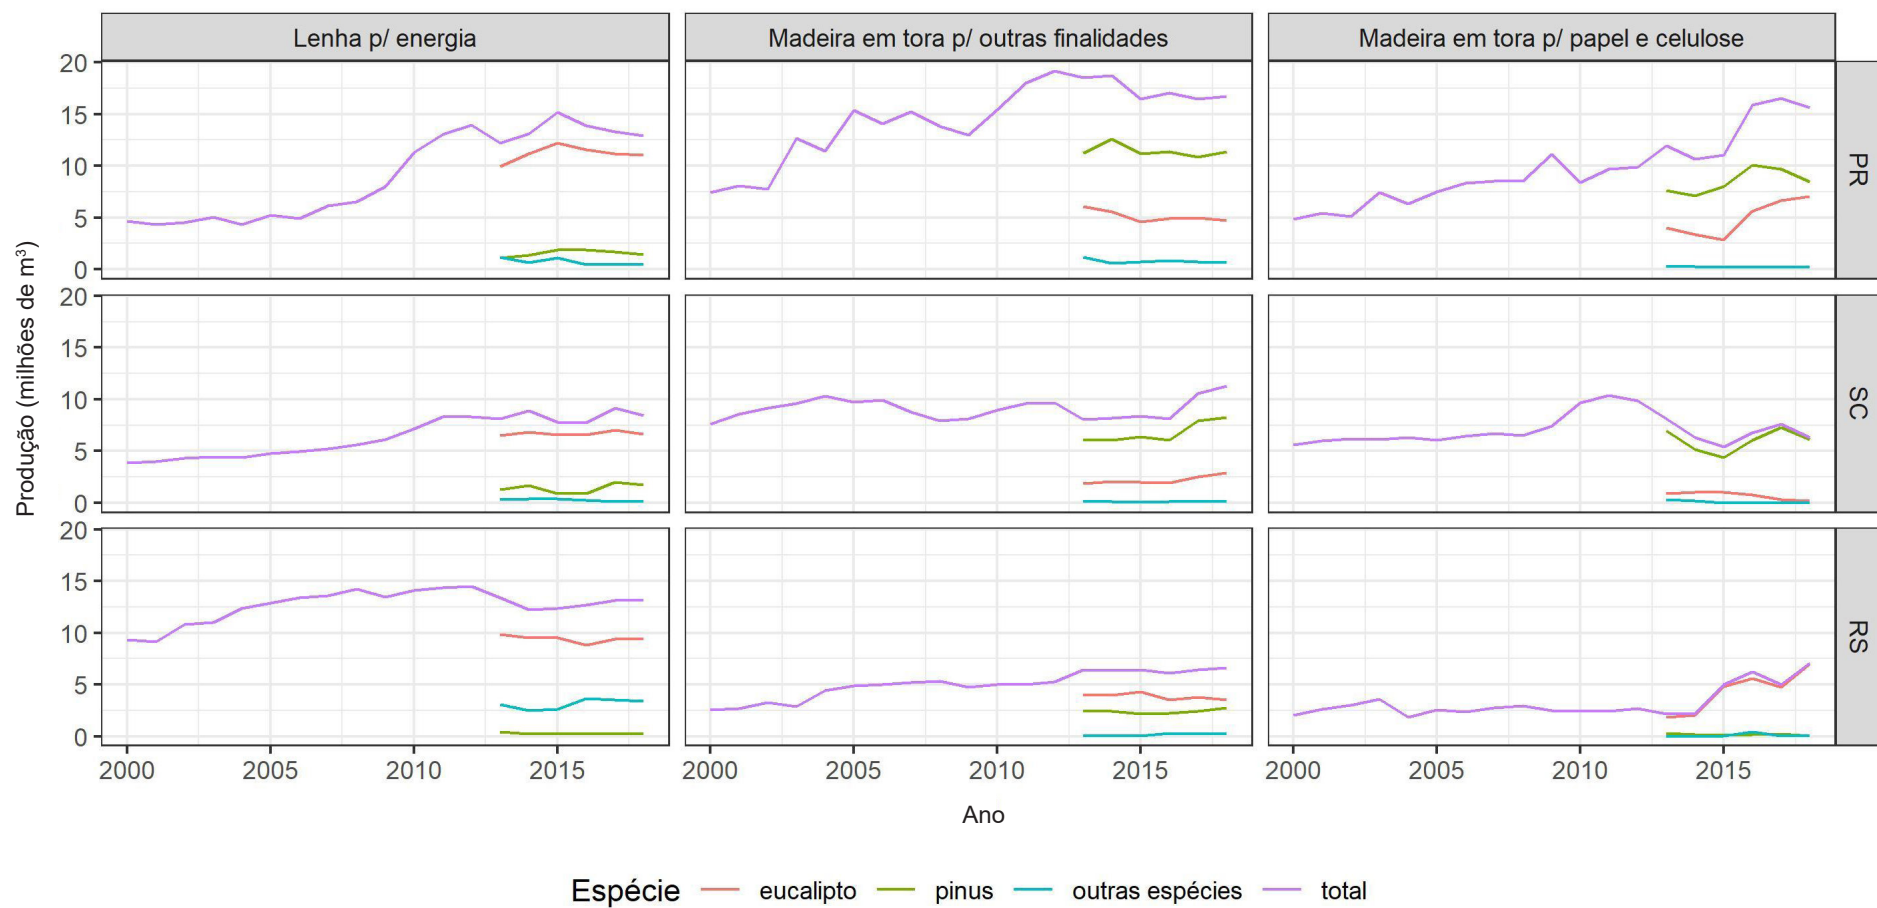 Lenha p/ energia
Madeira em tora p/ outras finalidades
Madeira em tora p/ papel e celulose
Produção (milhões de m³)
20
15
10
5
0
PR
20
15
10
5
0
SC
20
15
10
5
0
RS
2000 2005 2010 2015
2000 2005 2010 2015
2000 2005 2010 2015
Ano
Espécie eucalipto pinus outras espécies total